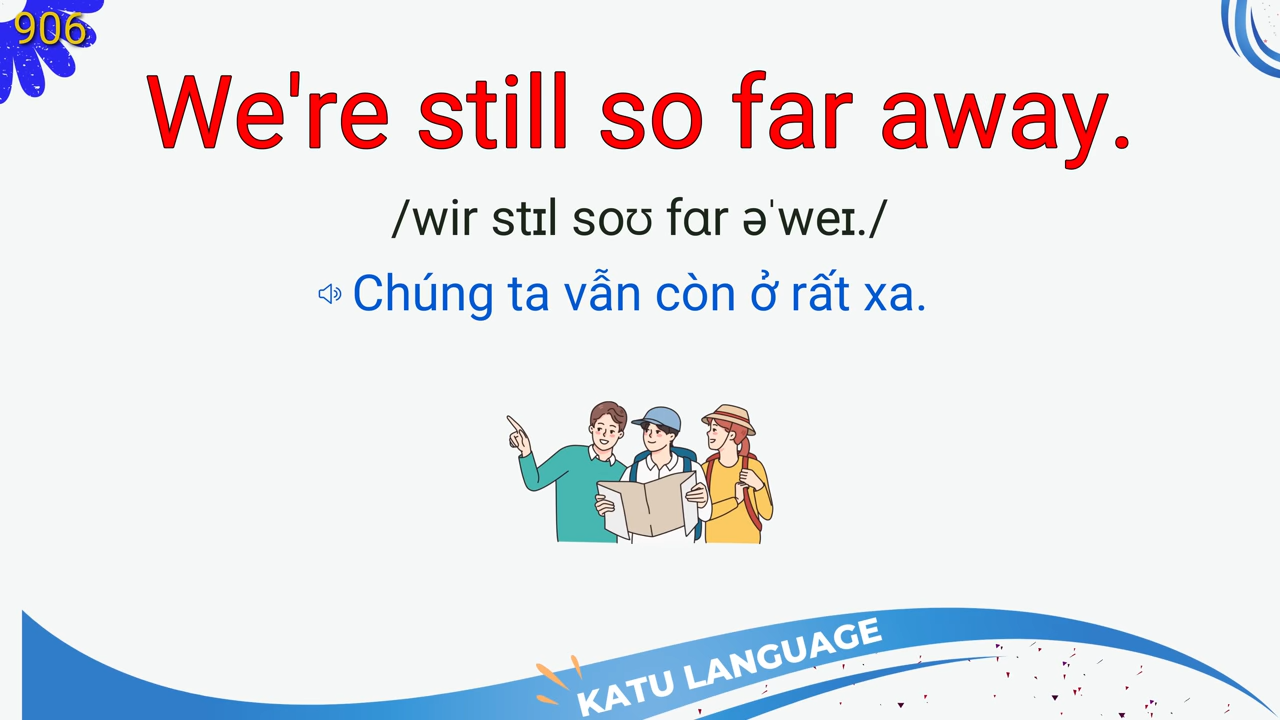 906
We're still so far away.
/wir stɪl soʊ fɑr əˈweɪ./
Chúng ta vẫn còn ở rất xa.
KATU LANGUAGE